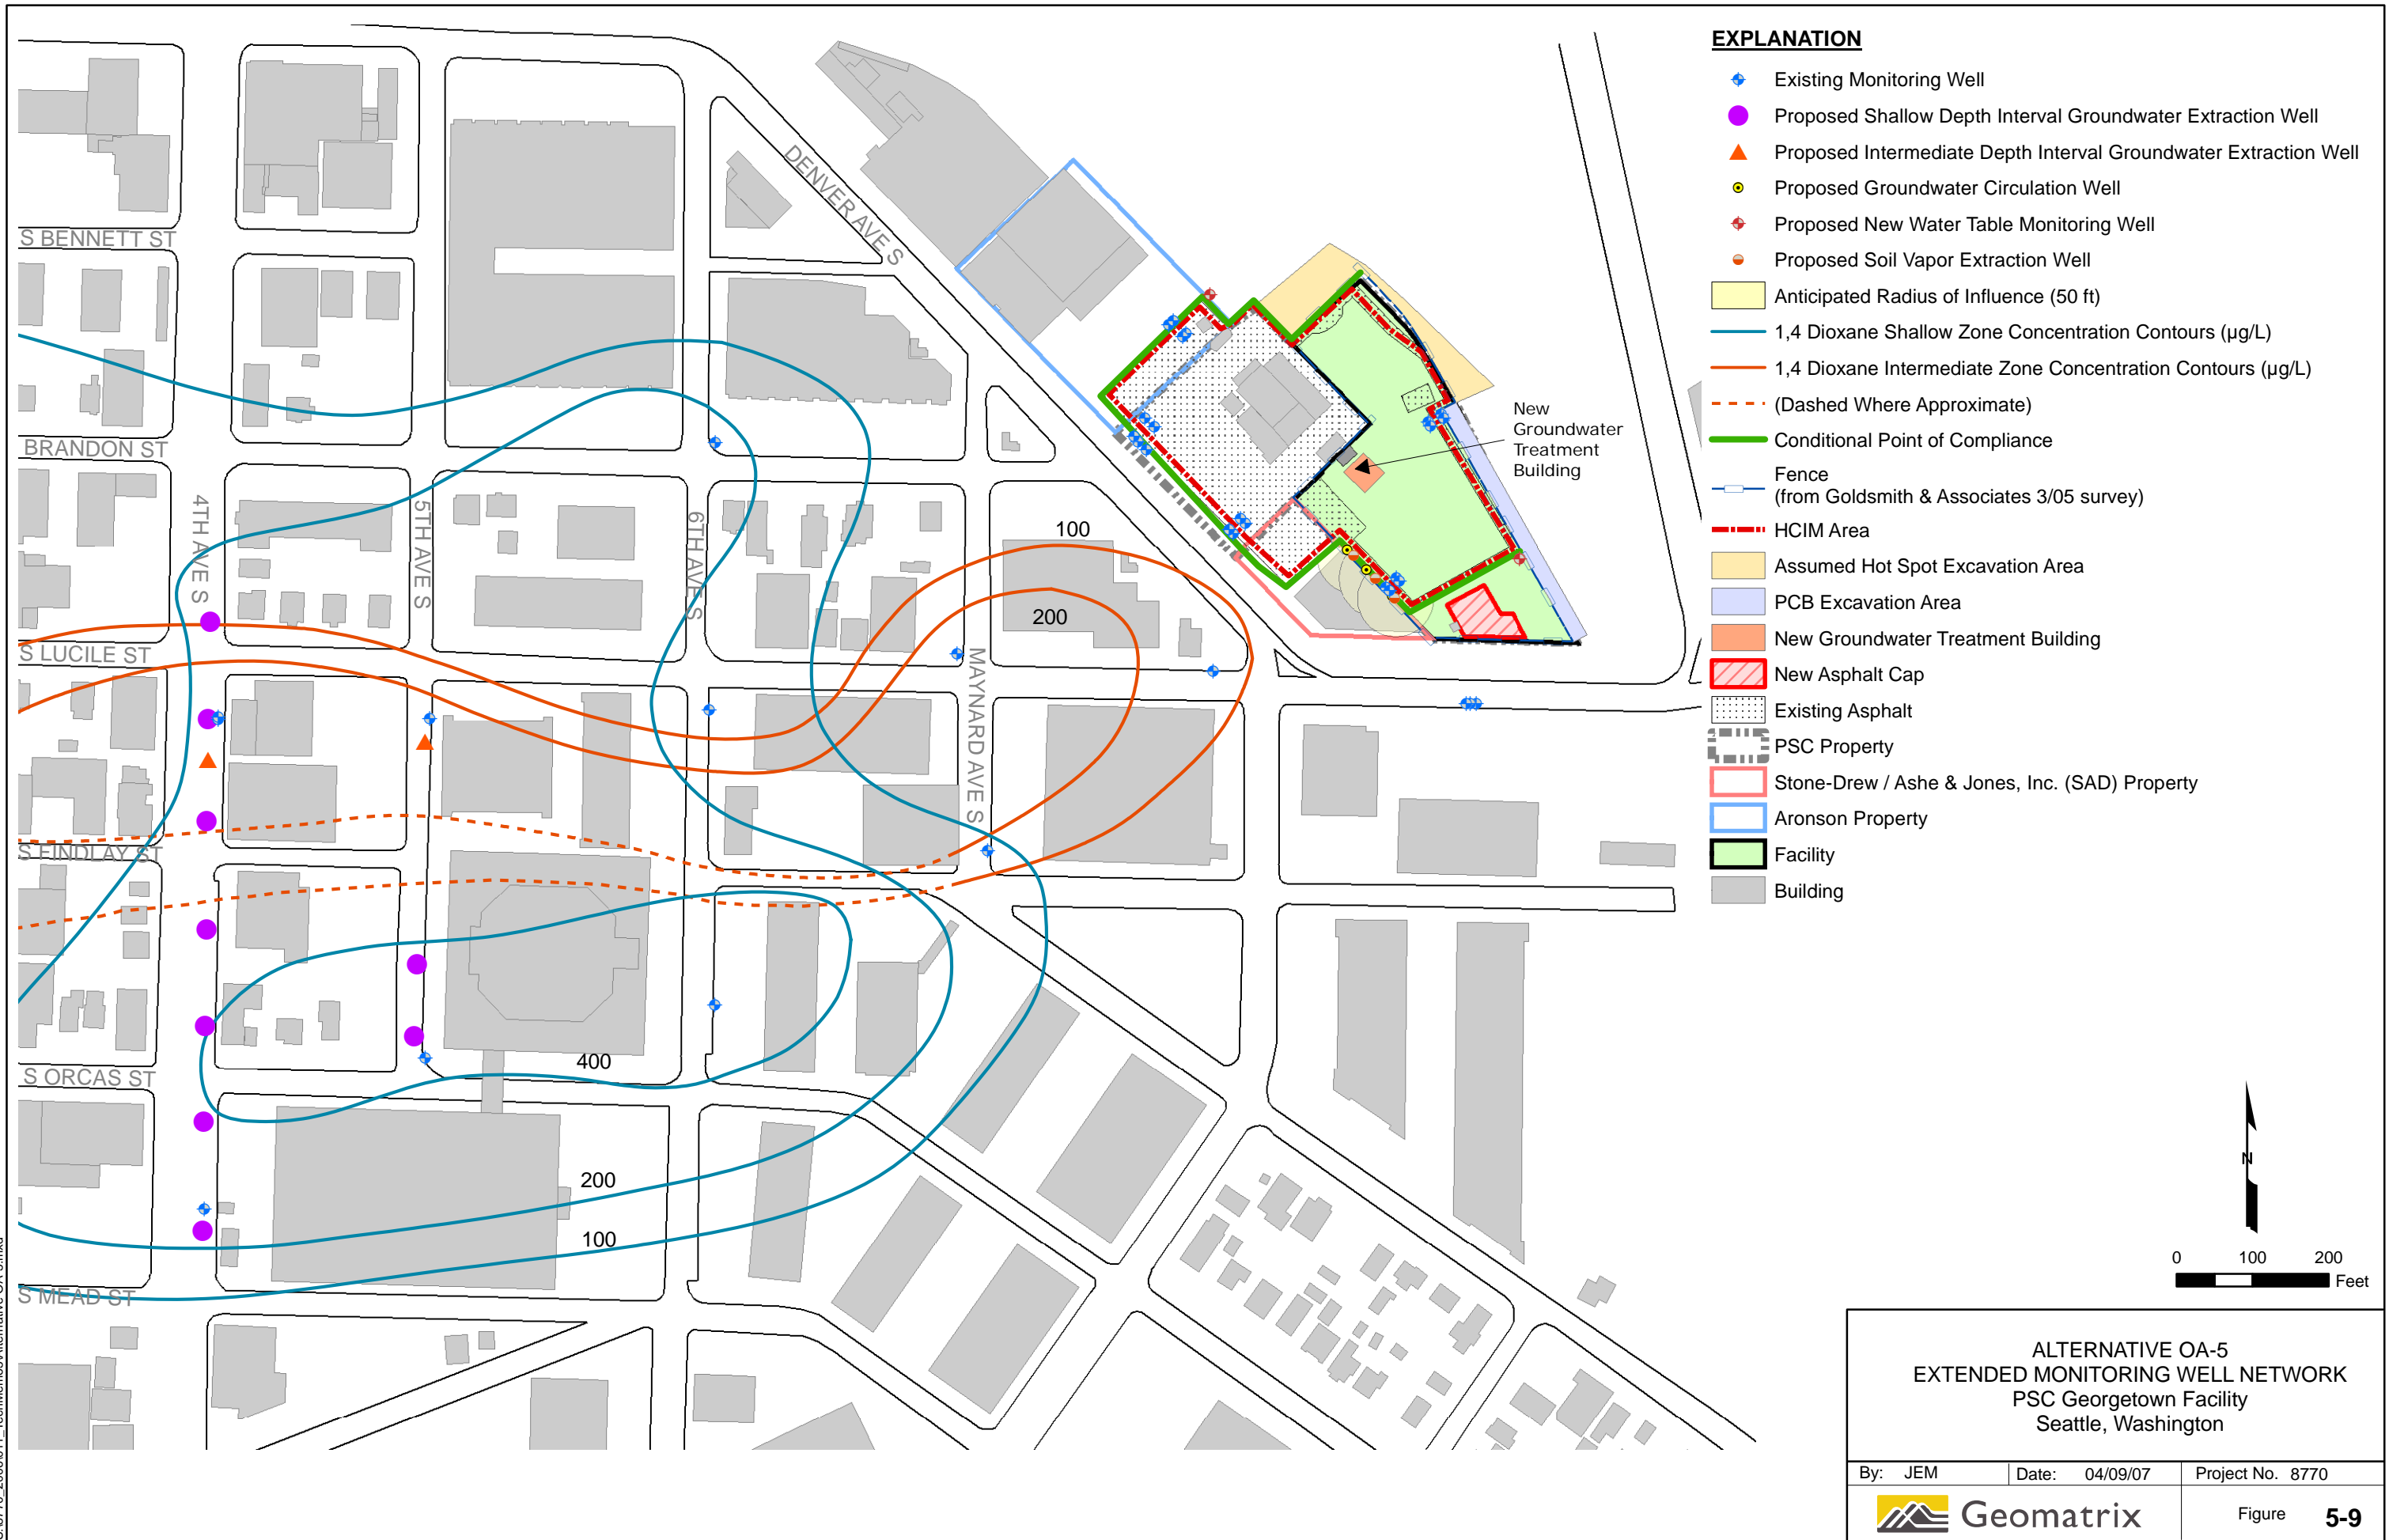 EXPLANATION
Existing Monitoring Well
Proposed Shallow Depth Interval Groundwater Extraction Well
Proposed Intermediate Depth Interval Groundwater Extraction Well
Proposed Groundwater Circulation Well
Proposed New Water Table Monitoring Well
Proposed Soil Vapor Extraction Well
Anticipated Radius of Influence (50 ft)
1,4 Dioxane Shallow Zone Concentration Contours (µg/L)
1,4 Dioxane Intermediate Zone Concentration Contours (µg/L)
(Dashed Where Approximate)
Conditional Point of Compliance
Fence
(from Goldsmith & Associates 3/05 survey)
HCIM Area
Assumed Hot Spot Excavation Area
PCB Excavation Area
New Groundwater Treatment Building
New Asphalt Cap
Existing Asphalt
PSC Property
Stone-Drew / Ashe & Jones, Inc. (SAD) Property
Aronson Property
Facility
Building
DENVER AVE S
S BENNETT ST
BRANDON ST
4TH AVE S
5TH AVE S
6TH AVE S
MAYNARD AVE S
S LUCILE ST
S FINDLAY ST
S ORCAS ST
S MEAD ST
New
Groundwater
Treatment
Building
100
200
400
200
100
N
0 100 200
Feet
ALTERNATIVE OA-5
EXTENDED MONITORING WELL NETWORK
PSC Georgetown Facility
Seattle, Washington
By: JEM Date: 04/09/07 Project No. 8770
Geomatrix
Figure 5-9